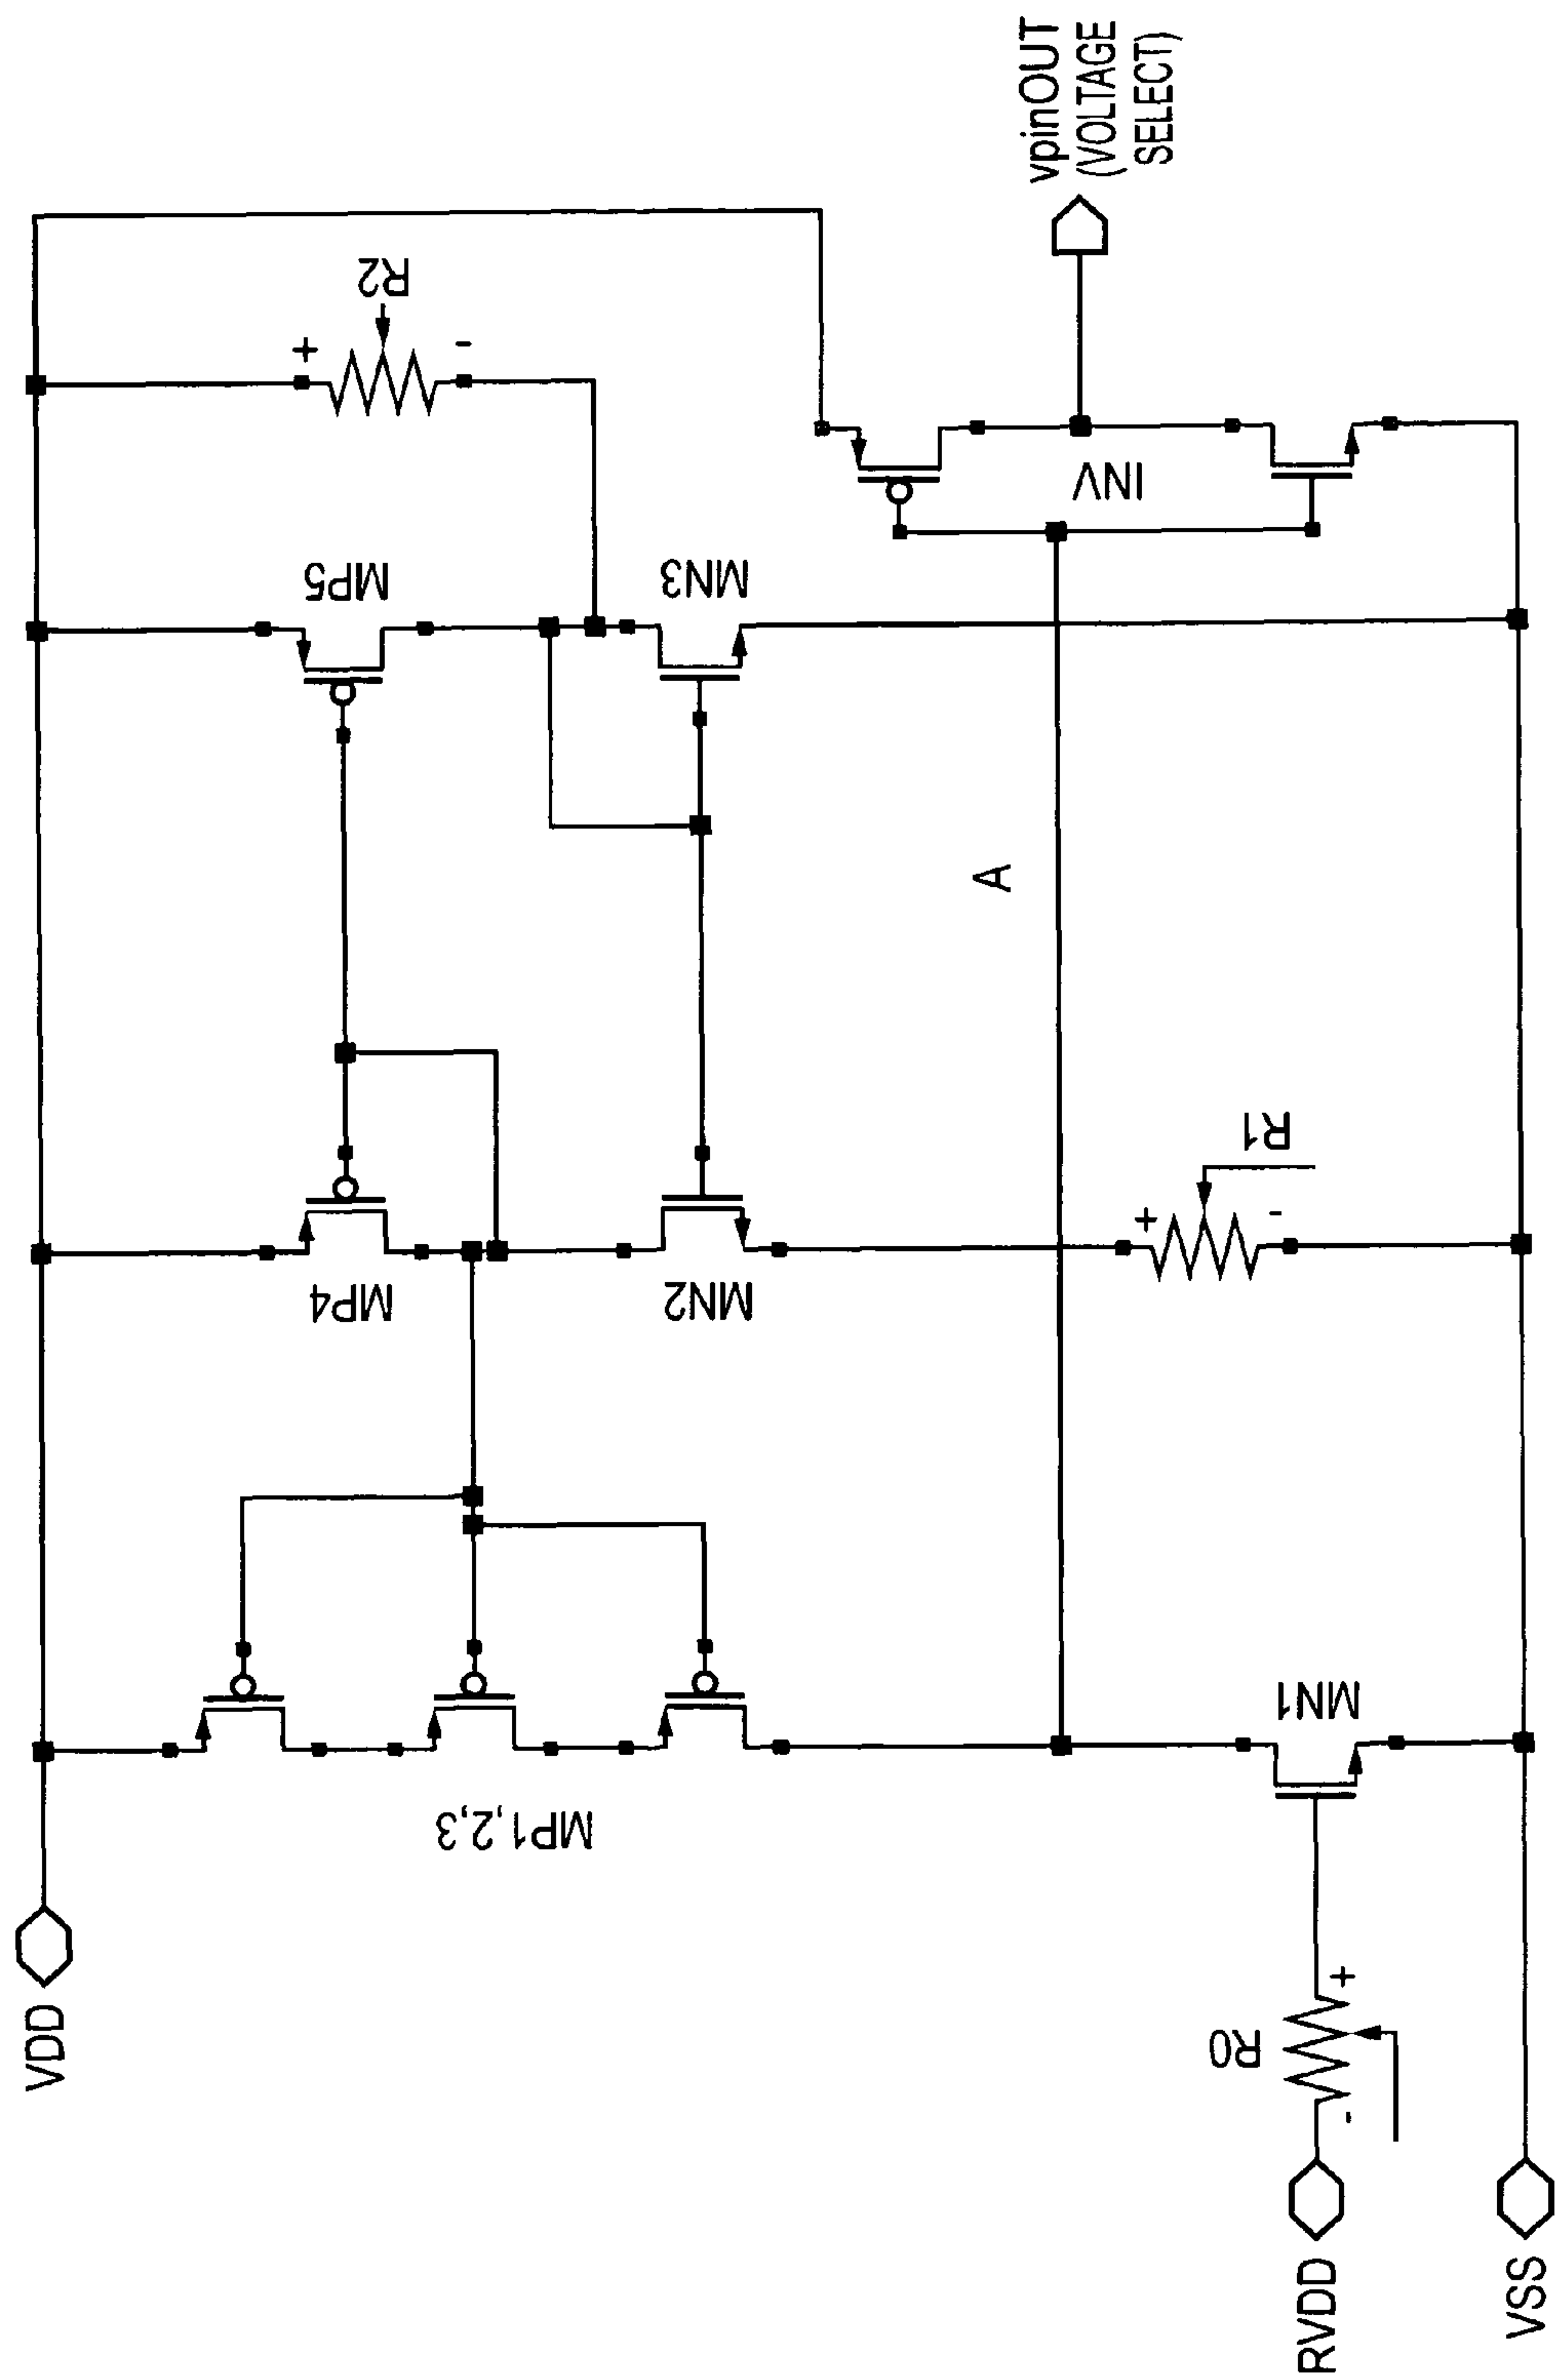 vpinOUT
(VOLTAGE
SELECT)
R2
+
-
INV
MP5
MN3
A
R1
+
-
MP4
MN2
MP1,2,3
MN1
VDD
R0
+
-
RVDD
VSS